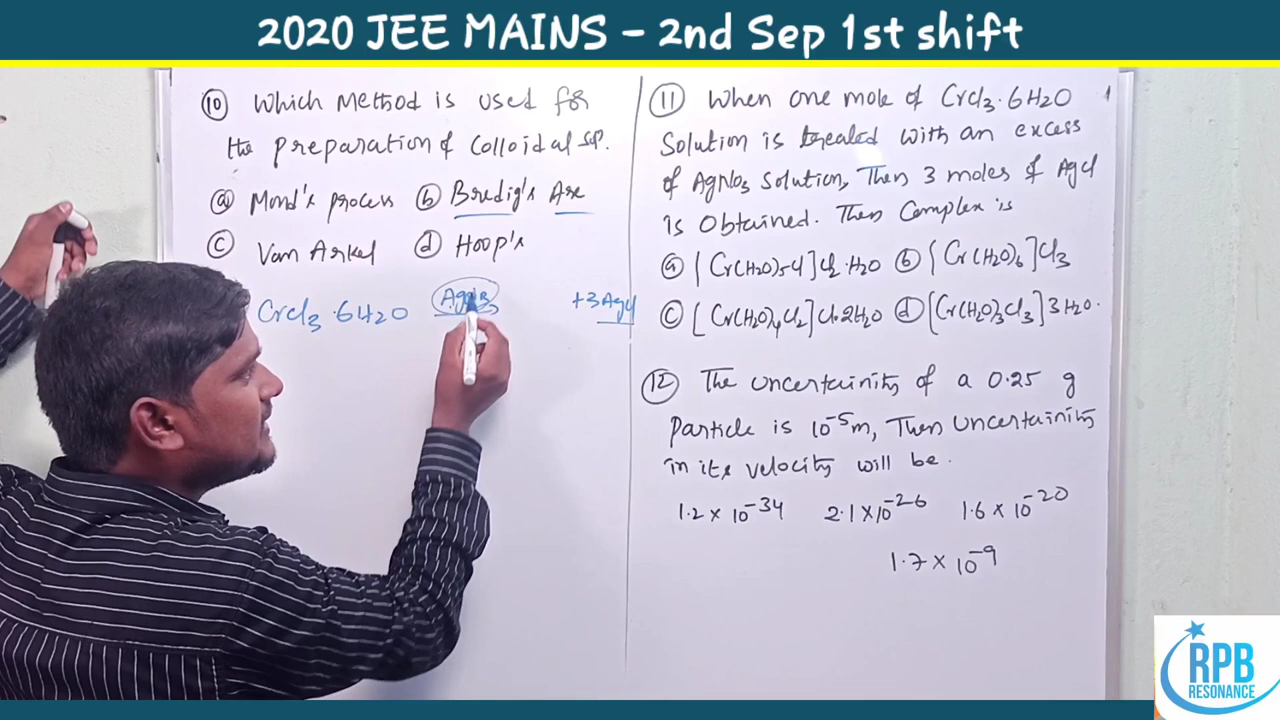 2020 JEE MAINS - 2nd Sep 1st shift
⑩ Which Method is used for
the preparation of Colloidal sol.
ⓐ Mond's process ⓑ Bredig's Arc
ⓒ Van Arkel ⓓ Hoop's
CrCl3·6H2O AgNO3 +3AgCl
⑪ When one mole of CrCl3·6H2O
Solution is treated with an excess
of AgNO3 solution, Then 3 moles of AgCl
is Obtained. Then Complex is
ⓐ [Cr(H2O)5Cl]Cl2·H2O ⓑ [Cr(H2O)6]Cl3
ⓒ [Cr(H2O)4Cl2]Cl·2H2O ⓓ [Cr(H2O)3Cl3]3H2O.
⑫ The uncertainity of a 0.25 g
Particle is 10⁻⁵m, Then uncertainity
in its velocity will be.
1.2 x 10⁻³⁴ 2.1 x 10⁻²⁶ 1.6 x 10⁻²⁰
1.7 x 10⁻⁹
RPB
RESONANCE